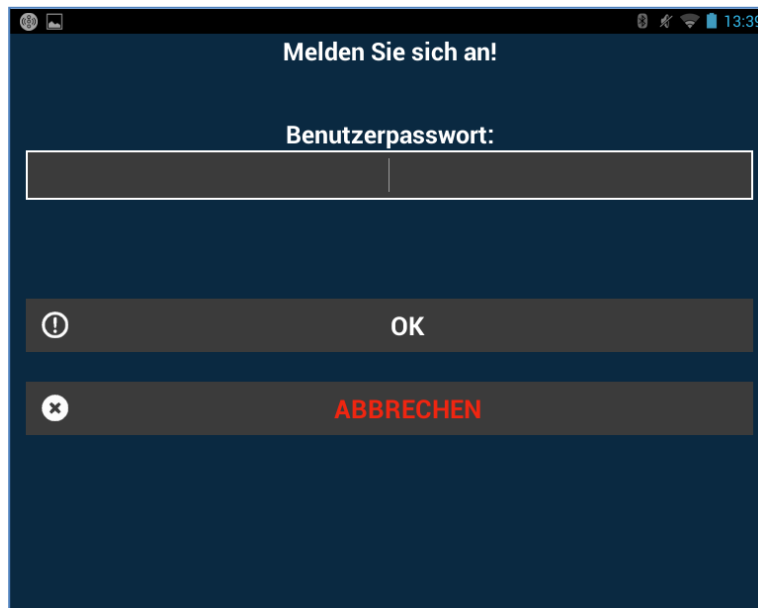 13:39
Melden Sie sich an!
Benutzerpasswort:
OK
ABBRECHEN